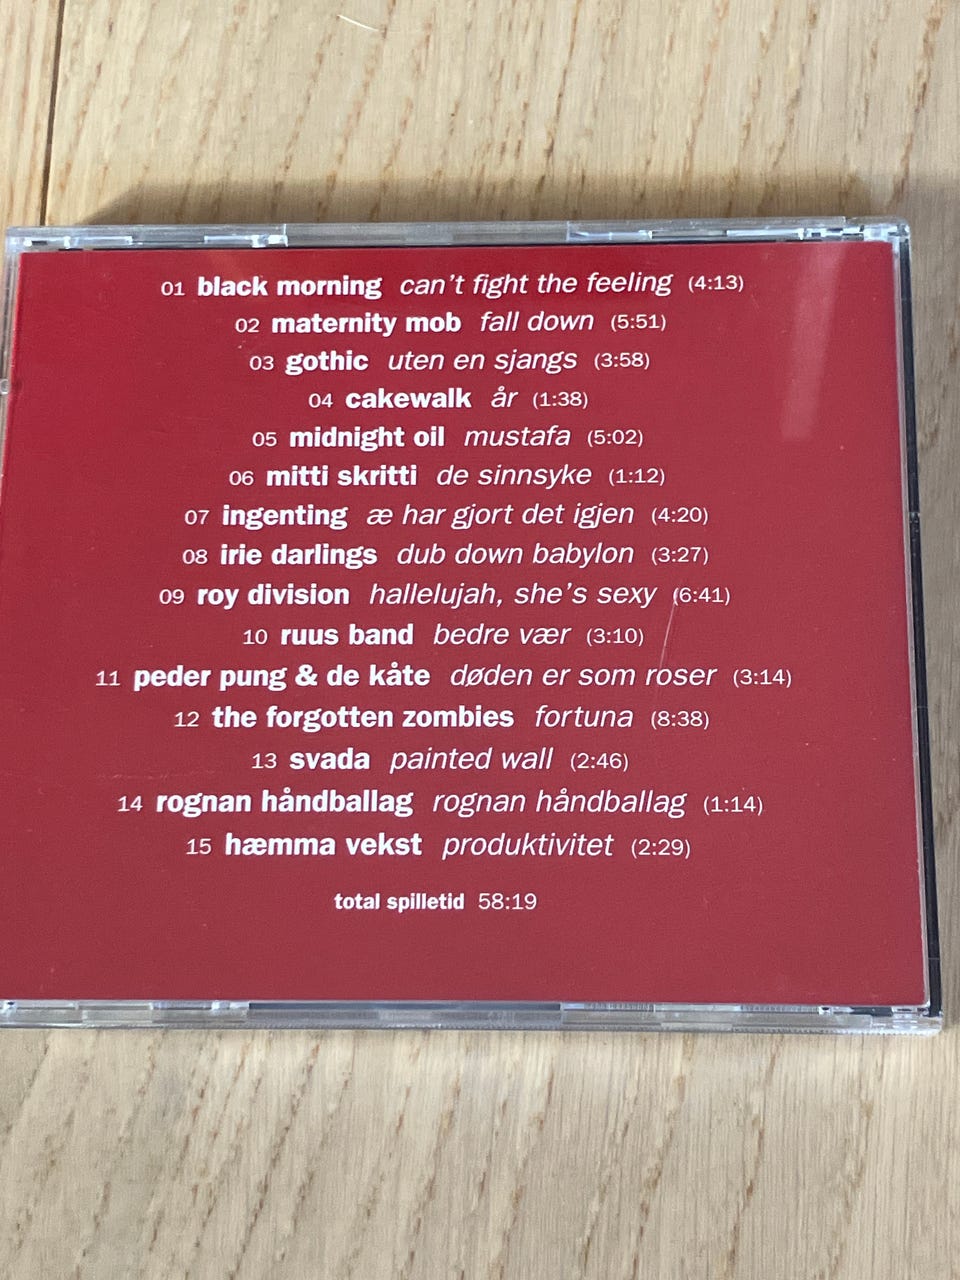 01 black morning can't fight the feeling (4:13)
02 maternity mob fall down (5:51)
03 gothic uten en sjangs (3:58)
04 cakewalk år (1:38)
05 midnight oil mustafa (5:02)
06 mitti skritti de sinnsyke (1:12)
07 ingenting æ har gjort det igjen (4:20)
08 irie darlings dub down babylon (3:27)
09 roy division hallelujah, she's sexy (6:41)
10 ruus band bedre vær (3:10)
11 peder pung & de kåte døden er som roser (3:14)
12 the forgotten zombies fortuna (8:38)
13 svada painted wall (2:46)
14 rognan håndballag rognan håndballag (1:14)
15 hæmma vekst produktivitet (2:29)
total spilletid 58:19